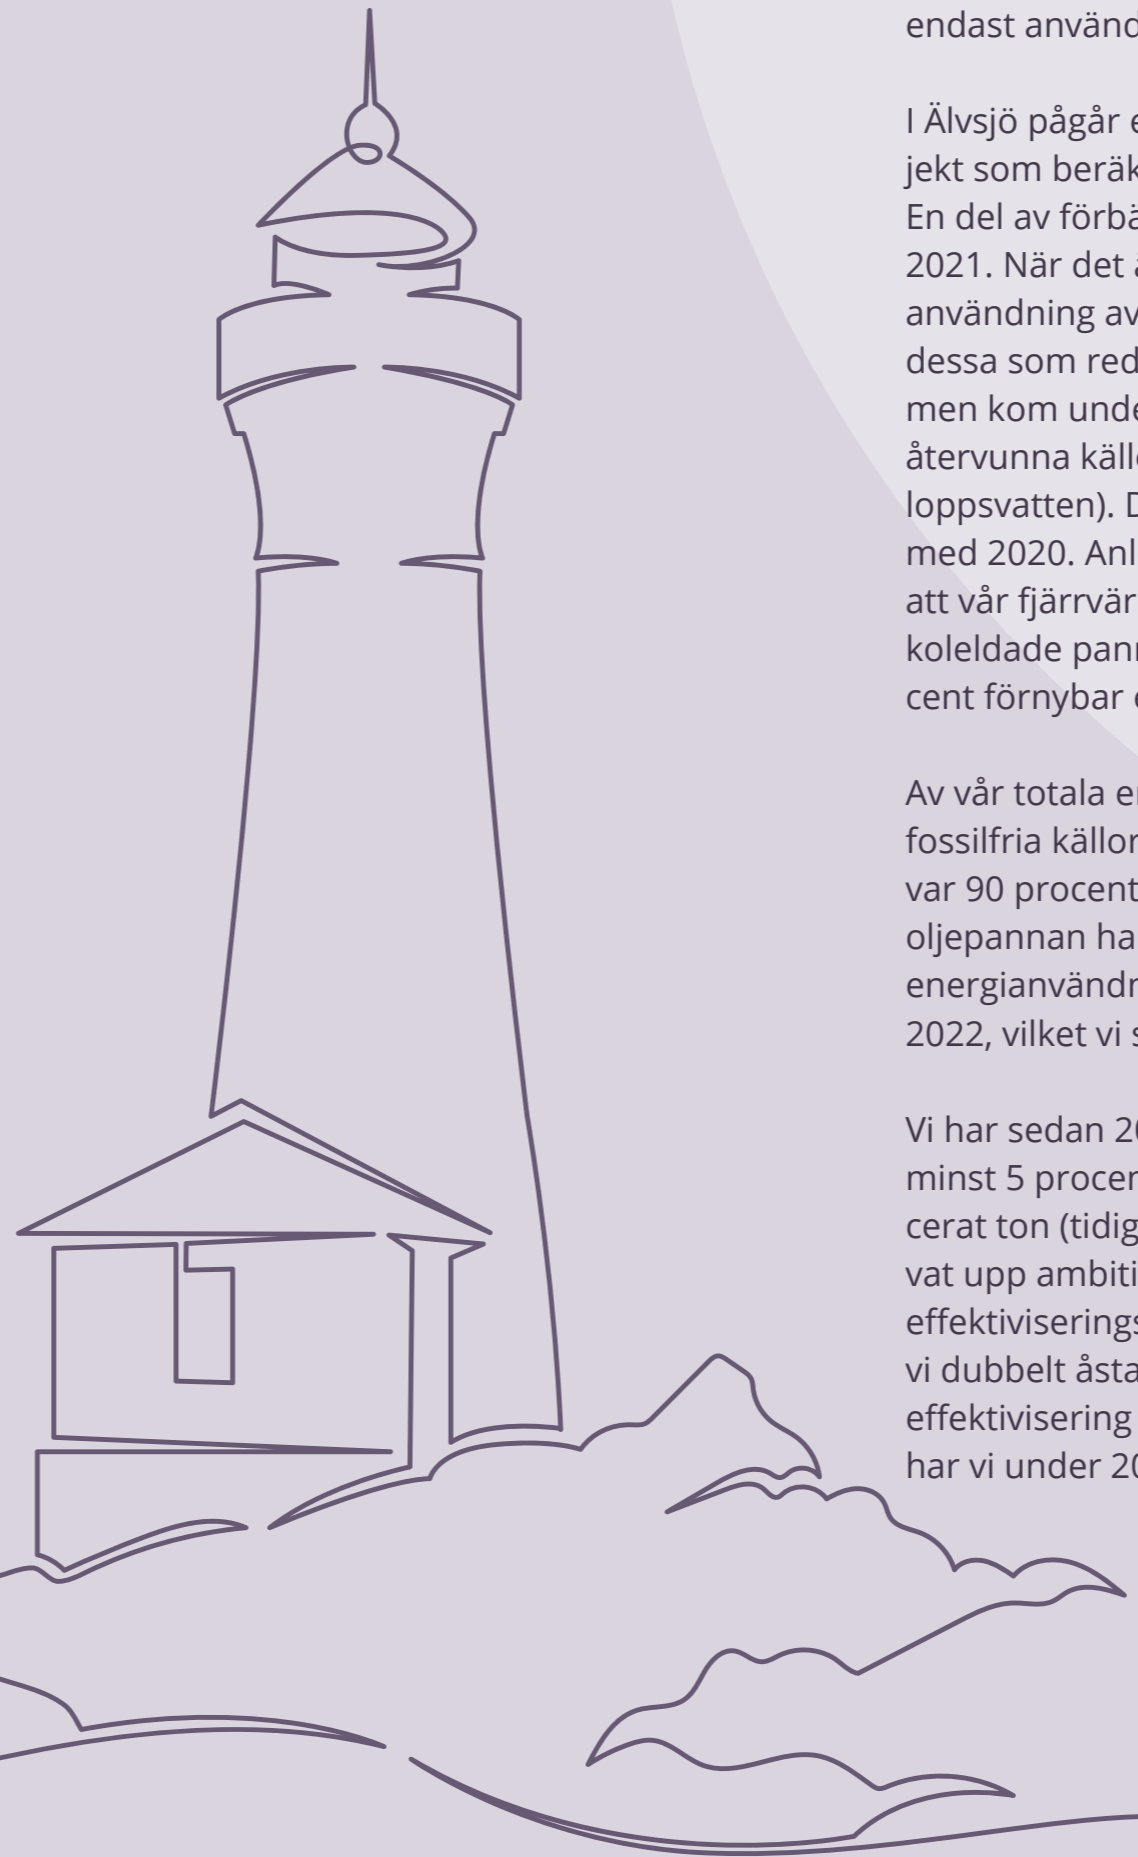 endast använd
I Älvsjö pågår e
jekt som beräk
En del av förbä
2021. När det ä
användning av
dessa som red
men kom unde
återvunna källo
loppsvatten). D
med 2020. Anl
att vår fjärrvär
koleldade pann
cent förnybar e
Av vår totala en
fossilfria källor
var 90 procent
oljepannan ha
energianvändn
2022, vilket vi s
Vi har sedan 20
minst 5 procen
cerat ton (tidig
vat upp ambiti
effektiviserings
vi dubbelt åsta
effektivisering
har vi under 20